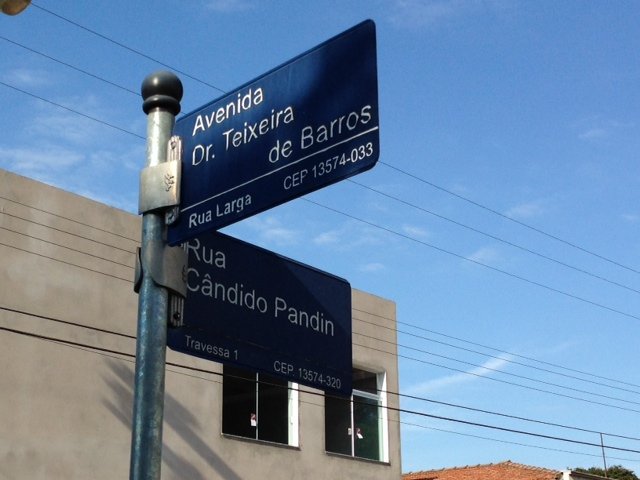 Avenida
Dr. Teixeira
de Barros
CEP 13574-033
Rua Larga
Rua
Cândido Pandin
Travessa 1
CEP. 13574-320